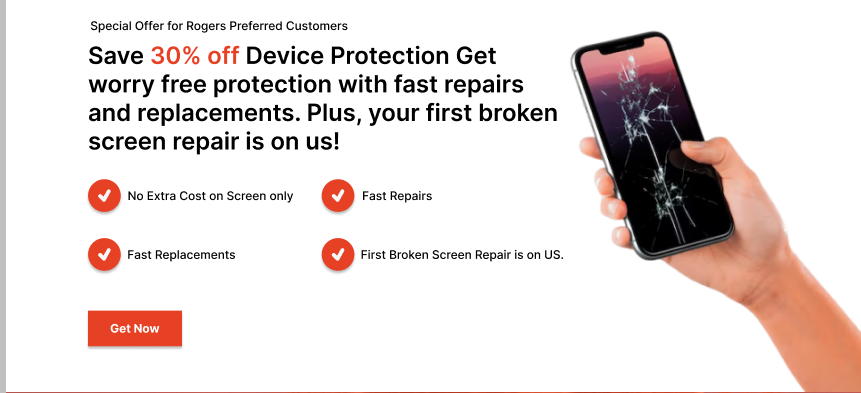 Special Offer for Rogers Preferred Customers
Save 30% off Device Protection Get
worry free protection with fast repairs
and replacements. Plus, your first broken
screen repair is on us!
No Extra Cost on Screen only
Fast Repairs
Fast Replacements
First Broken Screen Repair is on US.
Get Now